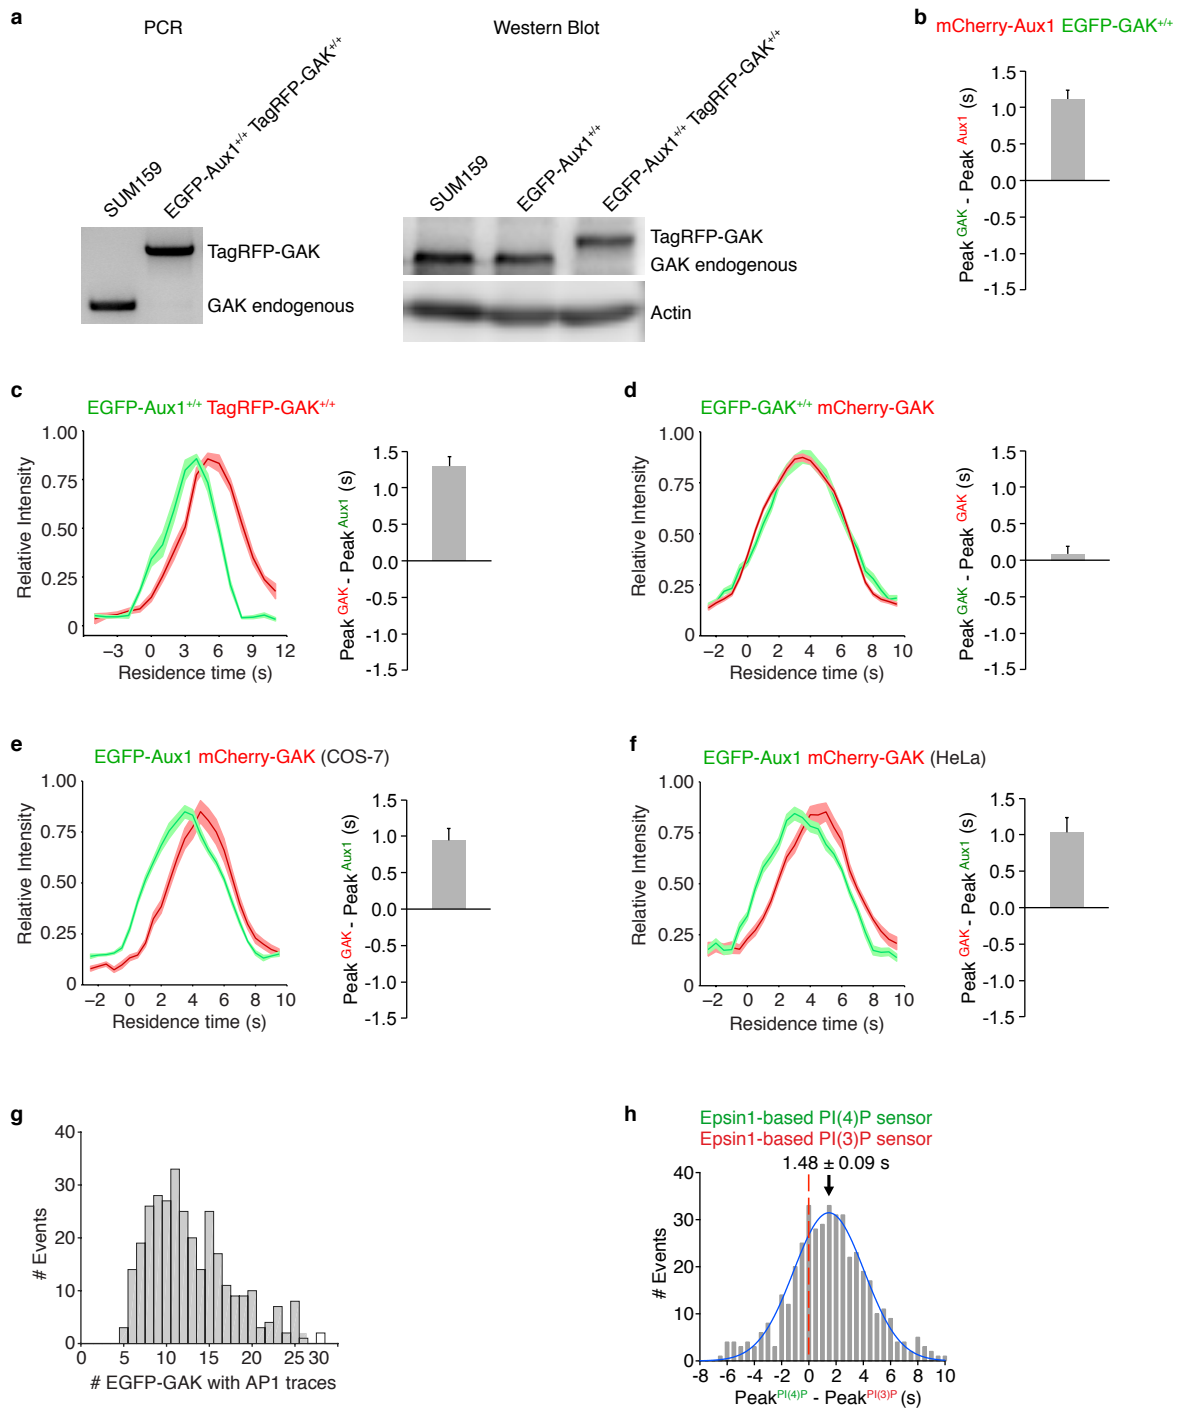 a
PCR
Western Blot
SUM159
EGFP-Aux1+/+ TagRFP-GAK+/+
TagRFP-GAK
GAK endogenous
SUM159
EGFP-Aux1+/+
EGFP-Aux1+/+ TagRFP-GAK+/+
TagRFP-GAK
GAK endogenous
Actin
b
mCherry-Aux1 EGFP-GAK+/+
Peak GAK - Peak Aux1 (s)
1.5
1.0
0.5
0.0
-0.5
-1.0
-1.5
c
EGFP-Aux1+/+ TagRFP-GAK+/+
Relative Intensity
1.00
0.75
0.50
0.25
0
−3 0 3 6 9 12
Residence time (s)
Peak GAK - Peak Aux1 (s)
1.5
1.0
0.5
0.0
-0.5
-1.0
-1.5
d
EGFP-GAK+/+ mCherry-GAK
Relative Intensity
1.00
0.75
0.50
0.25
0
−2 0 2 4 6 8 10
Residence time (s)
Peak GAK - Peak GAK (s)
1.5
1.0
0.5
0.0
-0.5
-1.0
-1.5
e
EGFP-Aux1 mCherry-GAK (COS-7)
Relative Intensity
1.00
0.75
0.50
0.25
0
−2 0 2 4 6 8 10
Residence time (s)
Peak GAK - Peak Aux1 (s)
1.5
1.0
0.5
0.0
-0.5
-1.0
-1.5
f
EGFP-Aux1 mCherry-GAK (HeLa)
Relative Intensity
1.00
0.75
0.50
0.25
0
−2 0 2 4 6 8 10
Residence time (s)
Peak GAK - Peak Aux1 (s)
1.5
1.0
0.5
0.0
-0.5
-1.0
-1.5
g
# Events
40
30
20
10
0
0 5 10 15 20 25 30
# EGFP-GAK with AP1 traces
h
Epsin1-based PI(4)P sensor
Epsin1-based PI(3)P sensor
1.48 ± 0.09 s
# Events
40
30
20
10
0
-8 -6 -4 -2 0 2 4 6 8 10
PeakPI(4)P - PeakPI(3)P (s)